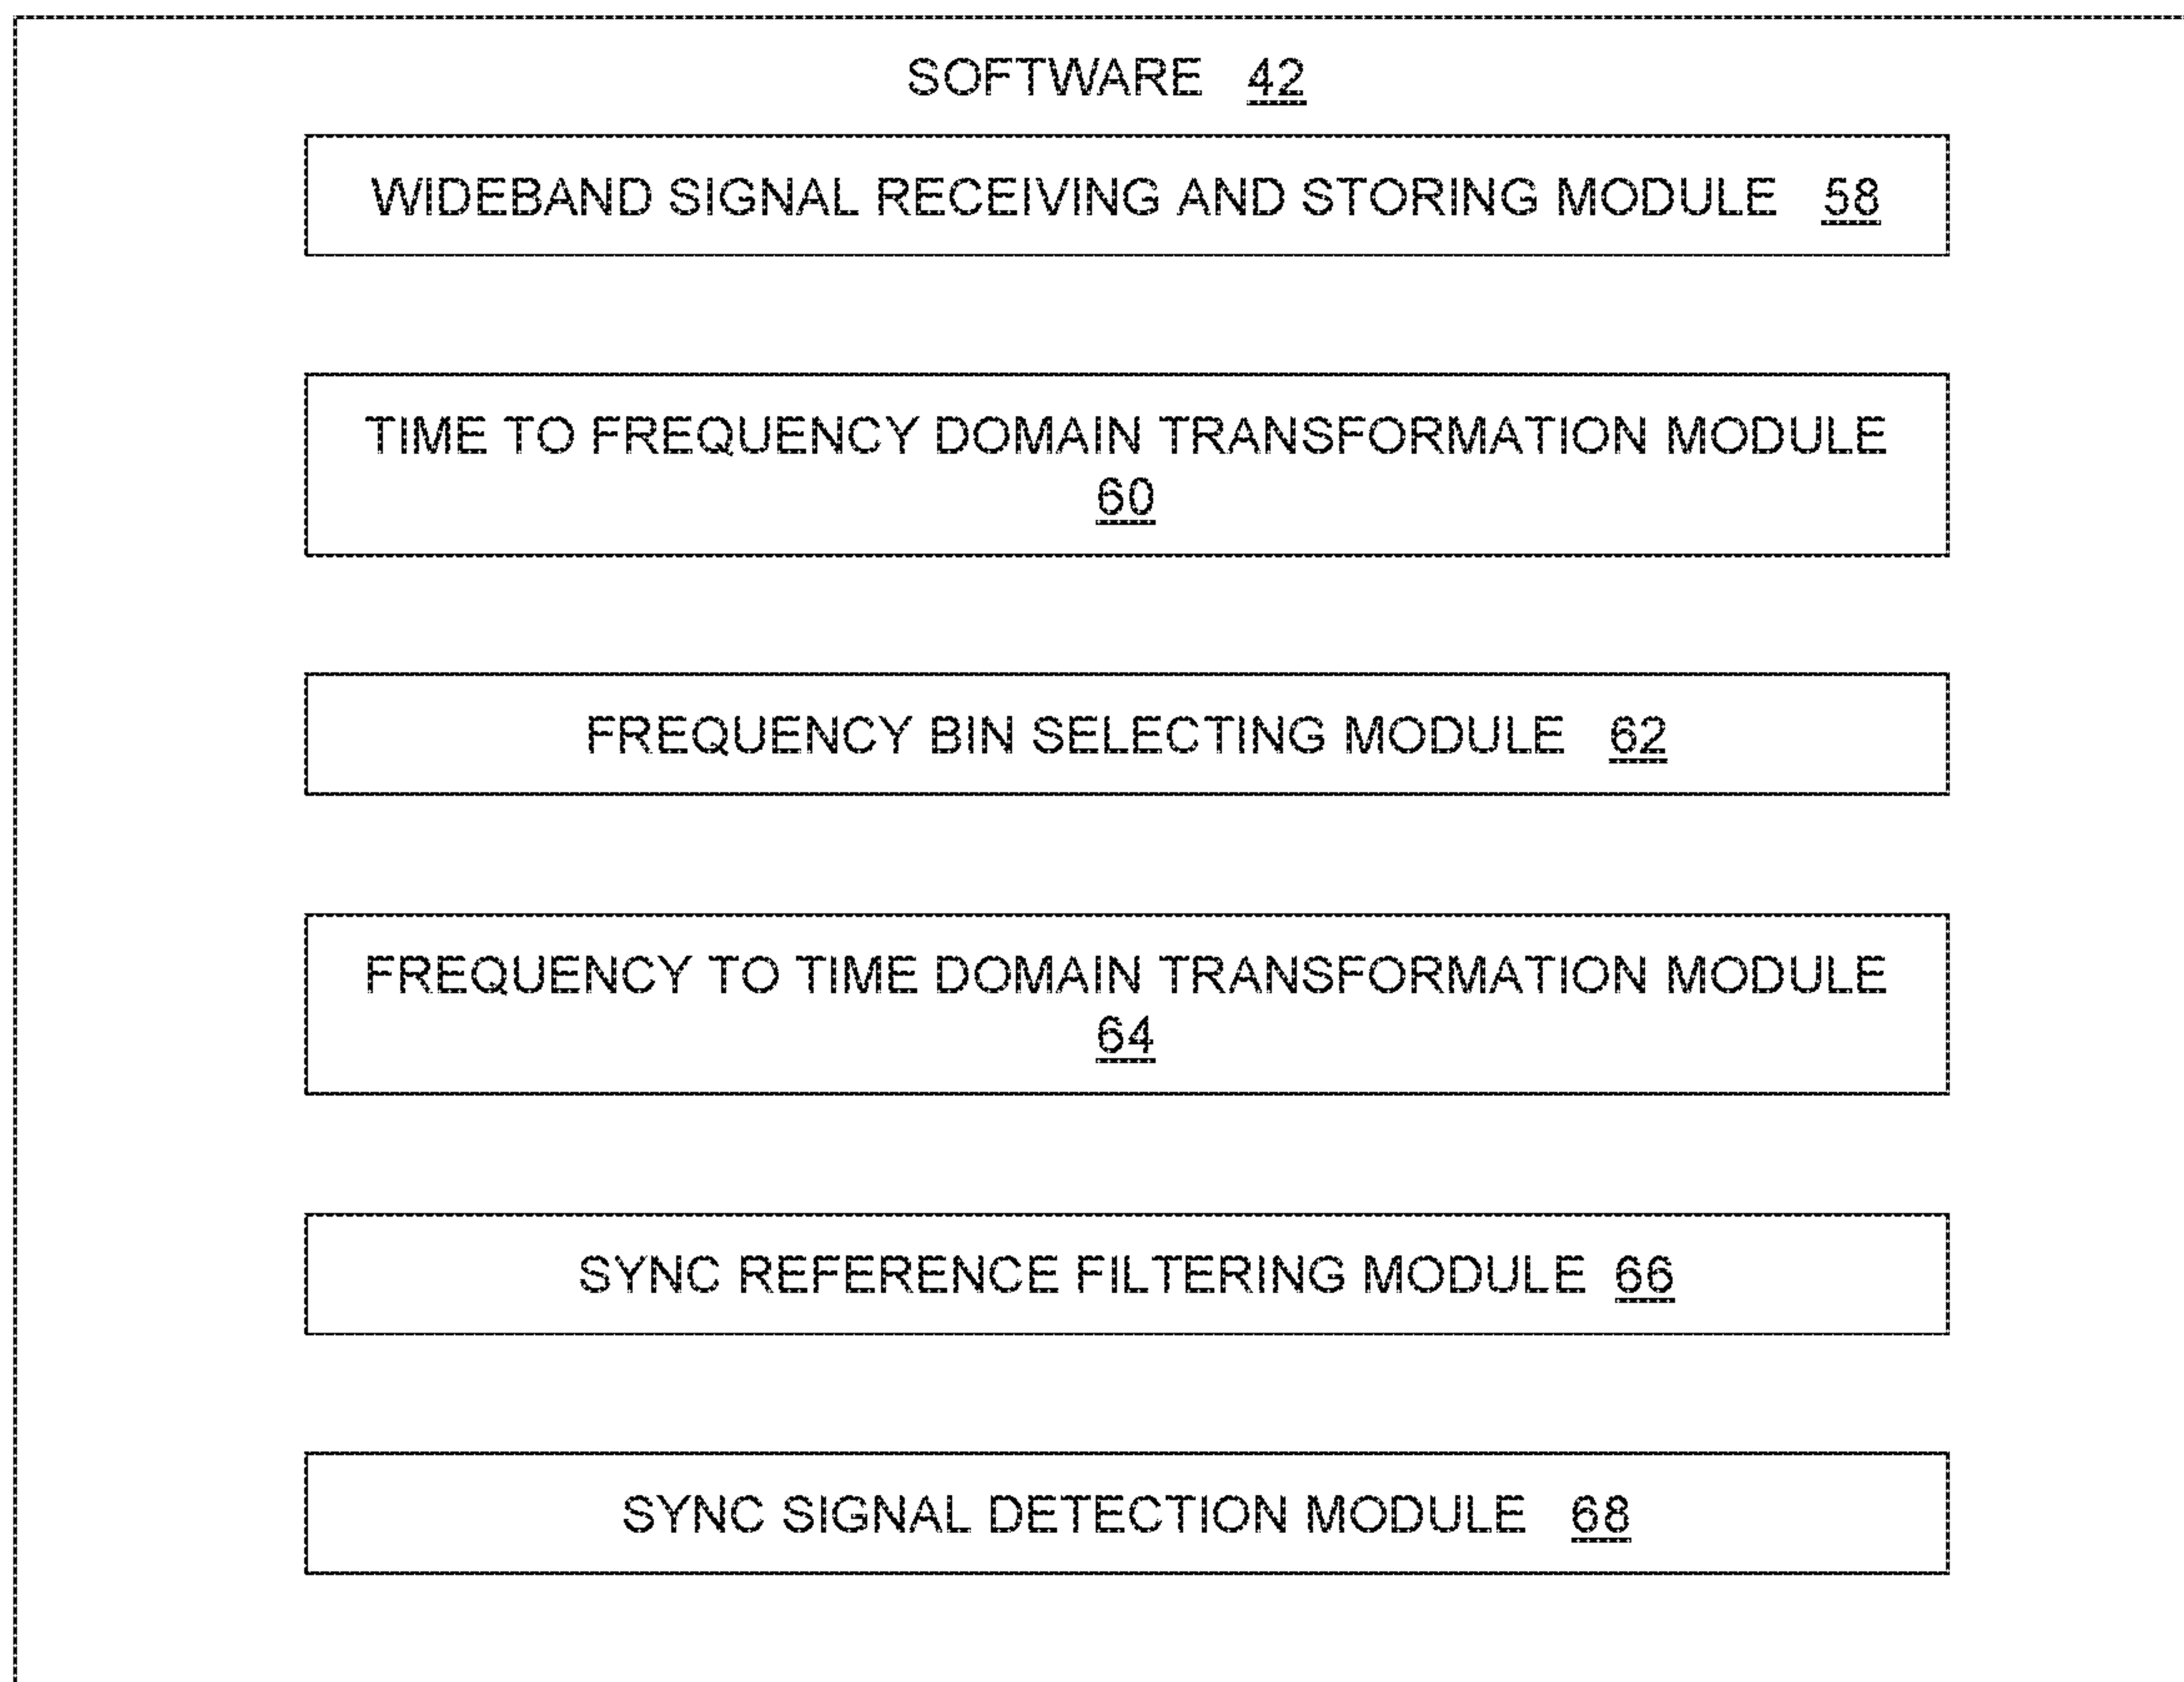 SOFTWARE 42
WIDEBAND SIGNAL RECEIVING AND STORING MODULE 58
TIME TO FREQUENCY DOMAIN TRANSFORMATION MODULE
60
FREQUENCY BIN SELECTING MODULE 62
FREQUENCY TO TIME DOMAIN TRANSFORMATION MODULE
64
SYNC REFERENCE FILTERING MODULE 66
SYNC SIGNAL DETECTION MODULE 68